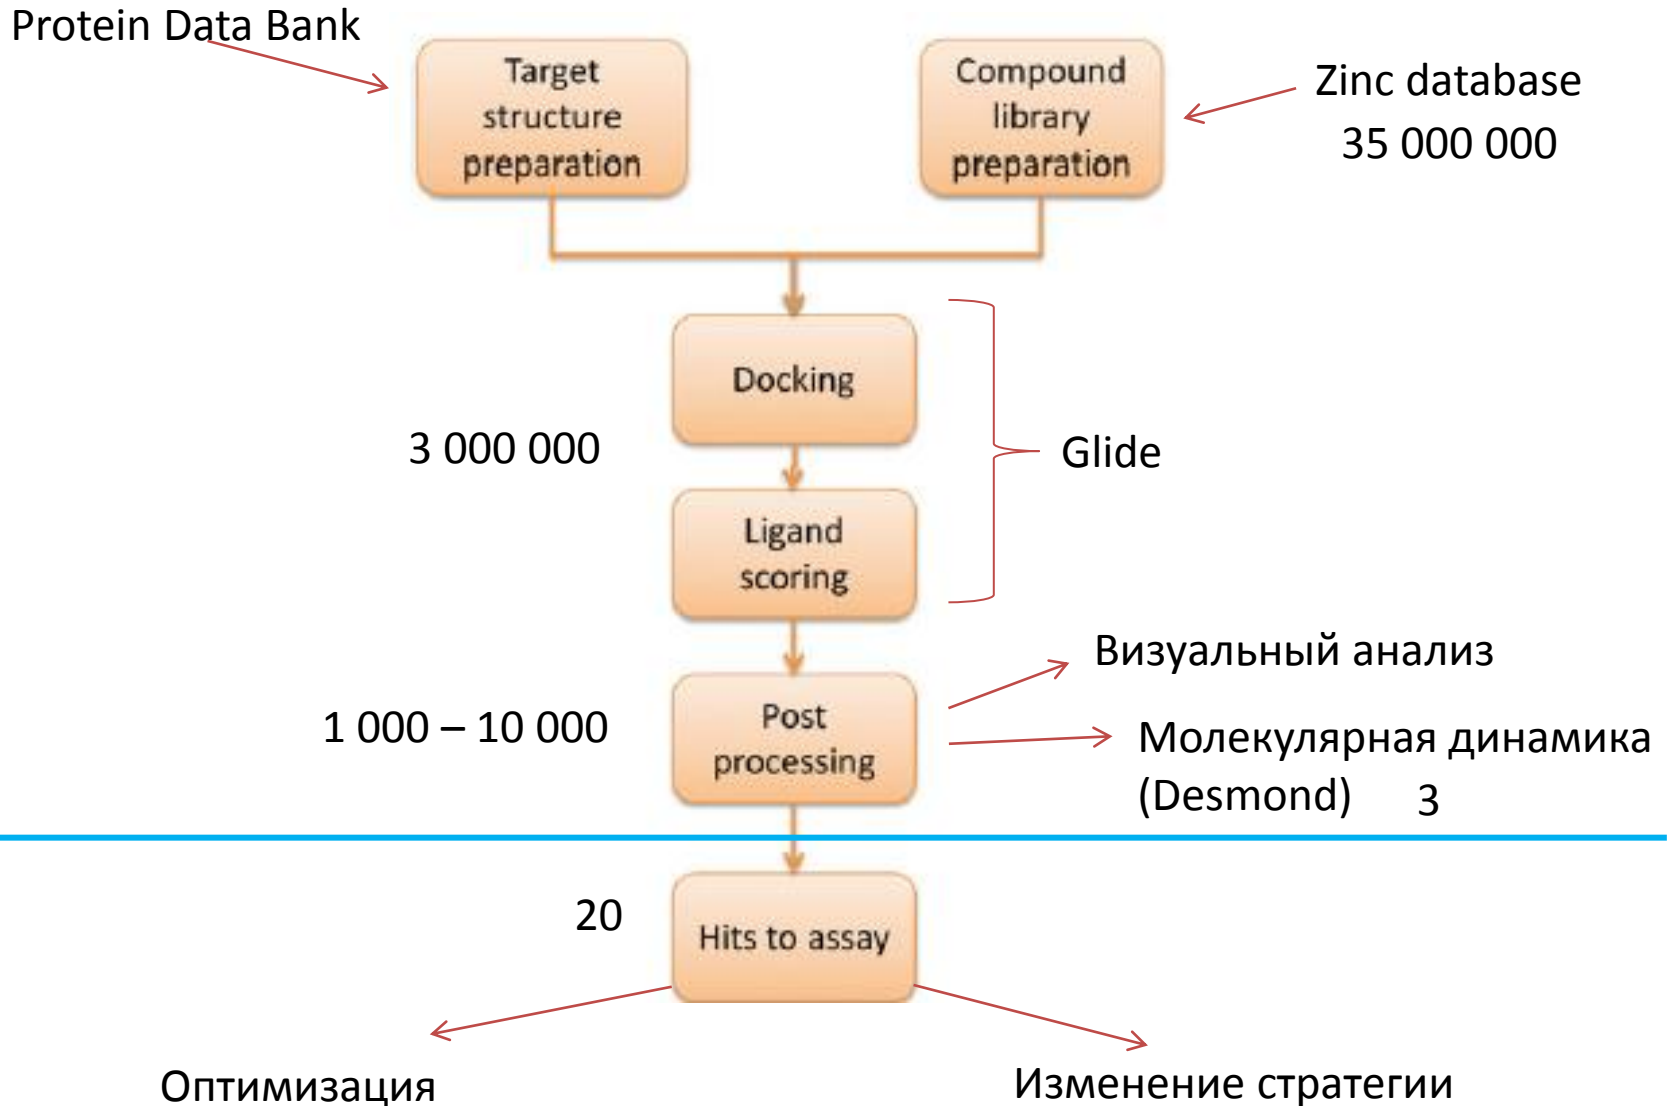 Protein Data Bank
Target
structure
preparation
Compound
library
preparation
Zinc database
35 000 000
Docking
3 000 000
Glide
Ligand
scoring
Визуальный анализ
1 000 – 10 000
Post
processing
Молекулярная динамика
(Desmond) 3
20
Hits to assay
Оптимизация
Изменение стратегии